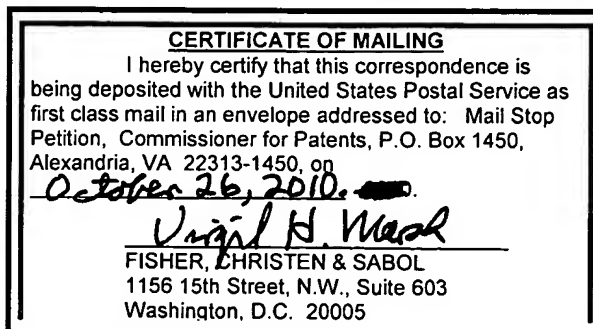 CERTIFICATE OF MAILING
I hereby certify that this correspondence is
being deposited with the United States Postal Service as
first class mail in an envelope addressed to: Mail Stop
Petition, Commissioner for Patents, P.O. Box 1450,
Alexandria, VA 22313-1450, on
October 26, 2010.
Virgil H. Marsh
FISHER, CHRISTEN & SABOL
1156 15th Street, N.W., Suite 603
Washington, D.C. 20005